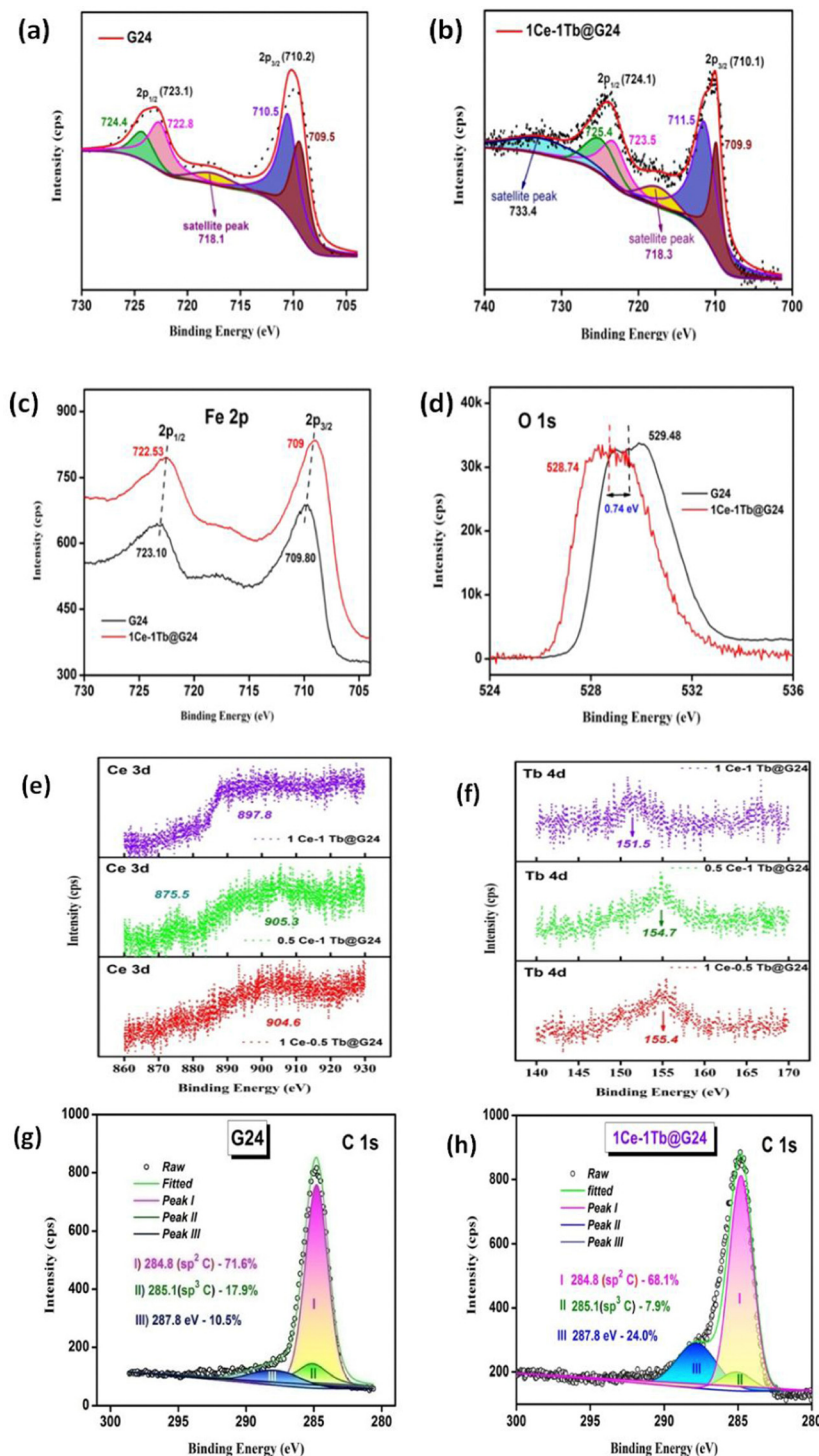 (a)
G24
2p1/2 (723.1)
2p3/2 (710.2)
724.4
722.8
710.5
709.5
satellite peak
718.1
Intensity (cps)
730 725 720 715 710 705
Binding Energy (eV)
(b)
1Ce-1Tb@G24
2p1/2 (724.1)
2p3/2 (710.1)
725.4
723.5
711.5
709.9
satellite peak
733.4
satellite peak
718.3
Intensity (cps)
740 730 720 710 700
Binding Energy (eV)
(c)
Fe 2p
2p1/2
2p3/2
722.53
709
723.10
709.80
G24
1Ce-1Tb@G24
Intensity (cps)
900
750
600
450
300
730 725 720 715 710 705
Binding Energy (eV)
(d)
O 1s
529.48
528.74
0.74 eV
G24
1Ce-1Tb@G24
Intensity (cps)
40k
30k
20k
10k
0
524 528 532 536
Binding Energy (eV)
(e)
Ce 3d
897.8
1 Ce-1 Tb@G24
Ce 3d
875.5
905.3
0.5 Ce-1 Tb@G24
Ce 3d
904.6
1 Ce-0.5 Tb@G24
Intensity (cps)
860 865 870 875 880 885 890 895 900 905 910 915 920 925 930
Binding Energy (eV)
(f)
Tb 4d
1 Ce-1 Tb@G24
151.5
Tb 4d
0.5 Ce-1 Tb@G24
154.7
Tb 4d
1 Ce-0.5 Tb@G24
155.4
Intensity (cps)
140 145 150 155 160 165 170
Binding Energy (eV)
(g)
G24
C 1s
Raw
Fitted
Peak I
Peak II
Peak III
I) 284.8 (sp2 C) - 71.6%
II) 285.1(sp3 C) - 17.9%
III) 287.8 eV - 10.5%
I
II
III
Intensity (cps)
1000
800
600
400
200
0
300 295 290 285 280
Binding Energy (eV)
(h)
1Ce-1Tb@G24
C 1s
Raw
fitted
Peak I
Peak II
Peak III
I 284.8 (sp2 C) - 68.1%
II 285.1(sp3 C) - 7.9%
III 287.8 eV - 24.0%
I
II
III
Intensity (cps)
1000
800
600
400
200
300 295 290 285 280
Binding Energy (eV)